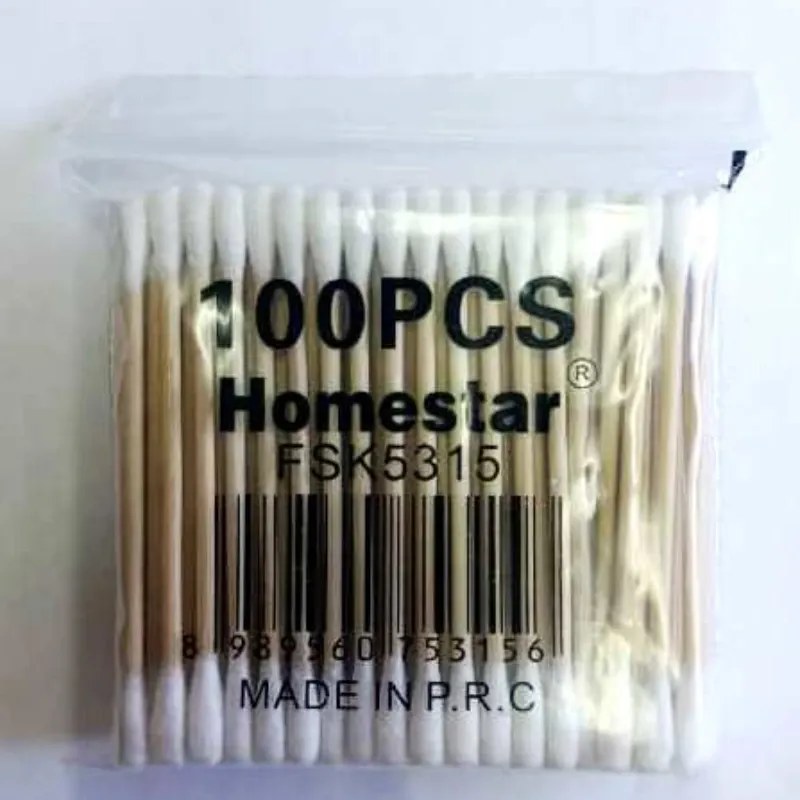 100PCS
Homestar®
FSK5315
8 989560 753156
MADE IN P.R.C